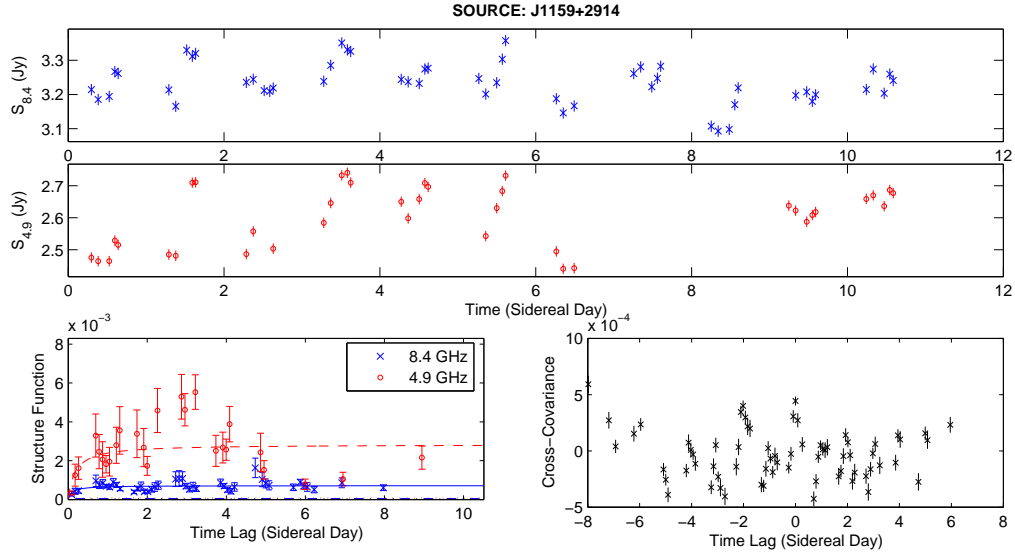 SOURCE: J1159+2914
S8.4 (Jy)
3.3
3.2
3.1
0 2 4 6 8 10 12
S4.9 (Jy)
2.7
2.6
2.5
0 2 4 6 8 10 12
Time (Sidereal Day)
x 10−3
Structure Function
8
6
4
2
0
8.4 GHz
4.9 GHz
0 2 4 6 8 10
Time Lag (Sidereal Day)
x 10−4
Cross−Covariance
10
5
0
−5
−8 −6 −4 −2 0 2 4 6 8
Time Lag (Sidereal Day)